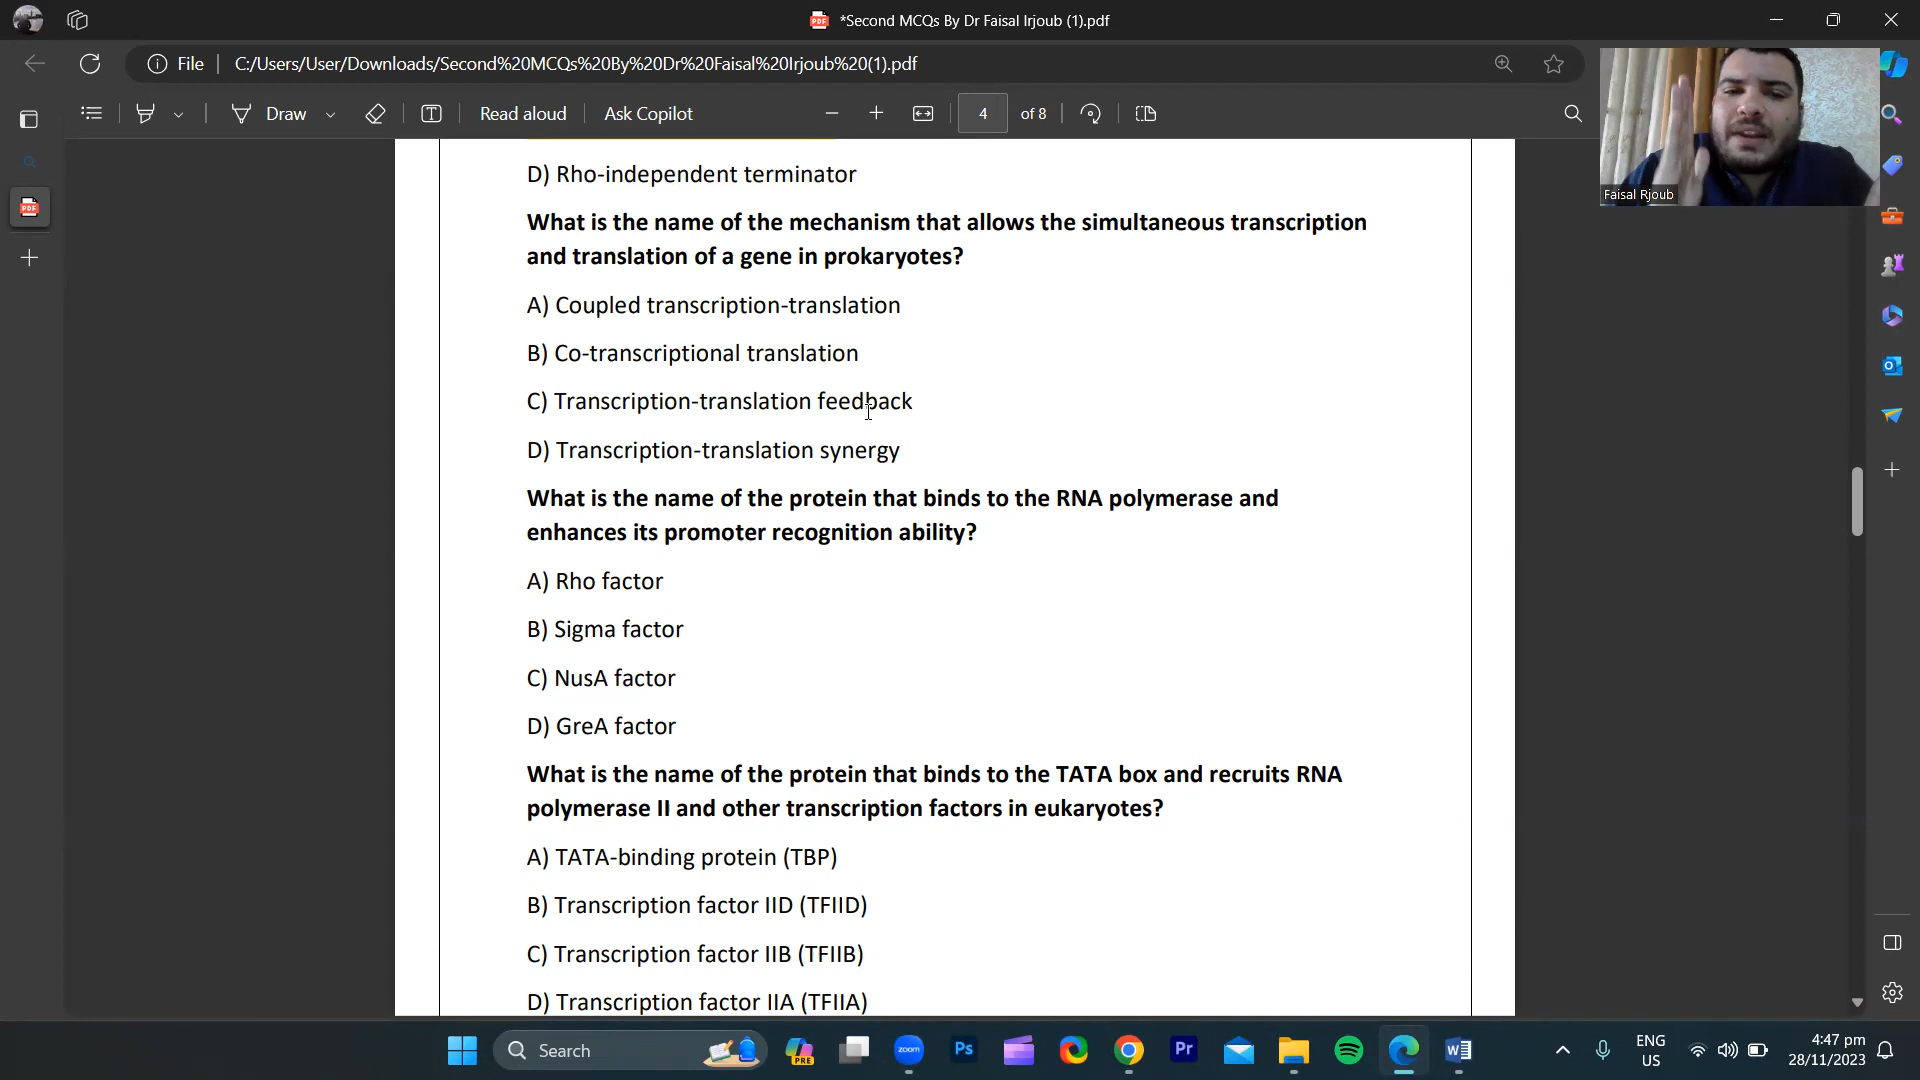 *Second MCQs By Dr Faisal Irjoub (1).pdf
File
C:/Users/User/Downloads/Second%20MCQs%20By%20Dr%20Faisal%20Irjoub%20(1).pdf
Draw
Read aloud
Ask Copilot
4
of 8
Faisal Rjoub
D) Rho-independent terminator
What is the name of the mechanism that allows the simultaneous transcription
and translation of a gene in prokaryotes?
A) Coupled transcription-translation
B) Co-transcriptional translation
C) Transcription-translation feedback
D) Transcription-translation synergy
What is the name of the protein that binds to the RNA polymerase and
enhances its promoter recognition ability?
A) Rho factor
B) Sigma factor
C) NusA factor
D) GreA factor
What is the name of the protein that binds to the TATA box and recruits RNA
polymerase II and other transcription factors in eukaryotes?
A) TATA-binding protein (TBP)
B) Transcription factor IID (TFIID)
C) Transcription factor IIB (TFIIB)
D) Transcription factor IIA (TFIIA)
PDF
PDF
Search
PRE
zoom
Ps
Pr
ENG
US
4:47 pm
28/11/2023